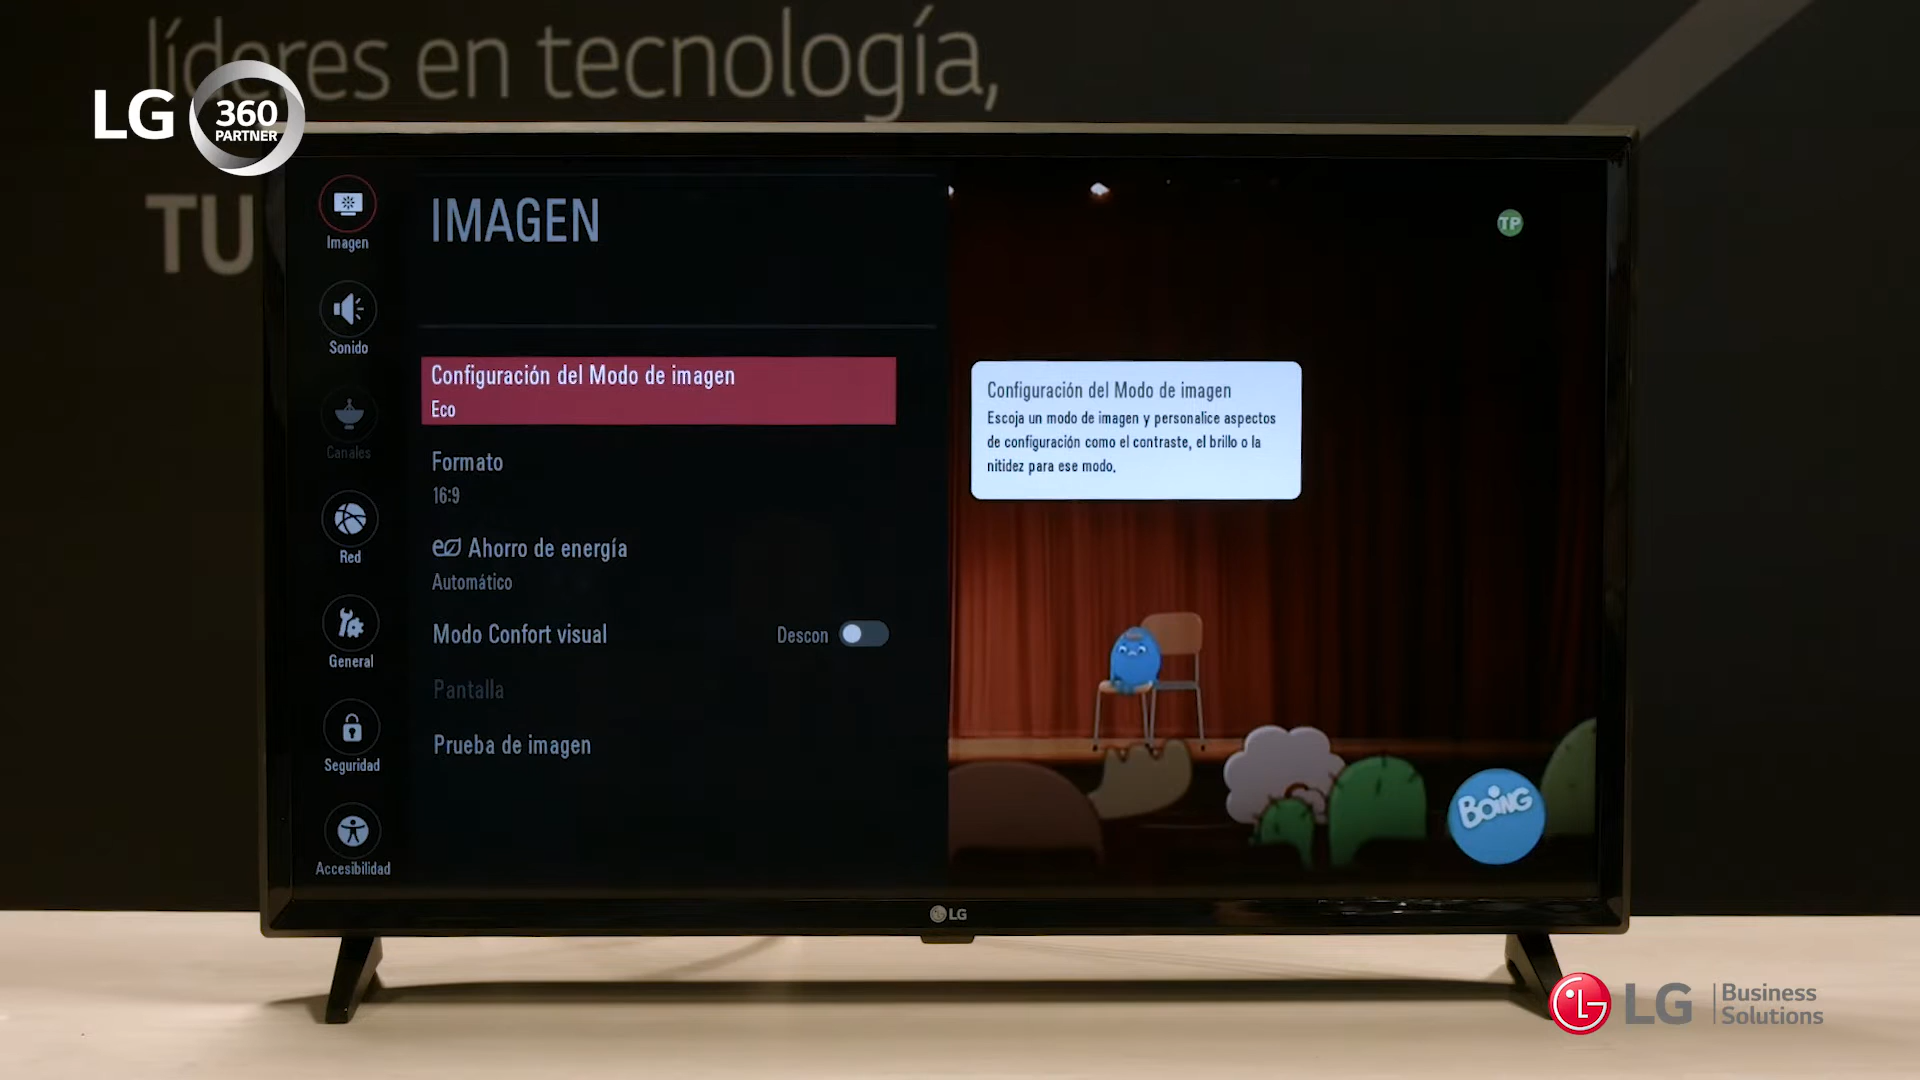 líderes en tecnología,
LG
360
PARTNER
TU
IMAGEN
TP
Imagen
Sonido
Canales
Red
General
Seguridad
Accesibilidad
Configuración del Modo de imagen
Eco
Formato
16:9
eco Ahorro de energía
Automático
Modo Confort visual
Descon
Pantalla
Prueba de imagen
Configuración del Modo de imagen
Escoja un modo de imagen y personalice aspectos
de configuración como el contraste, el brillo o la
nitidez para ese modo.
BOING
LG
LG
Business
Solutions